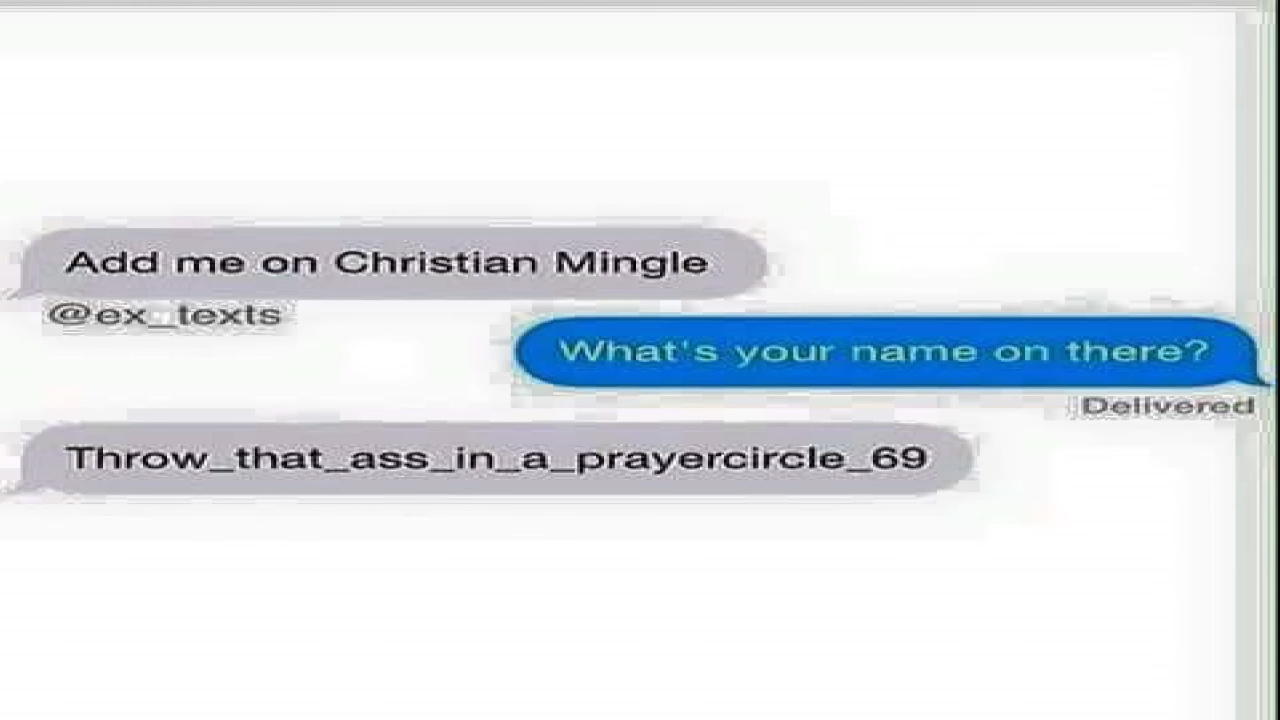 Add me on Christian Mingle
@ex_texts
What's your name on there?
Delivered
Throw_that_ass_in_a_prayercircle_69